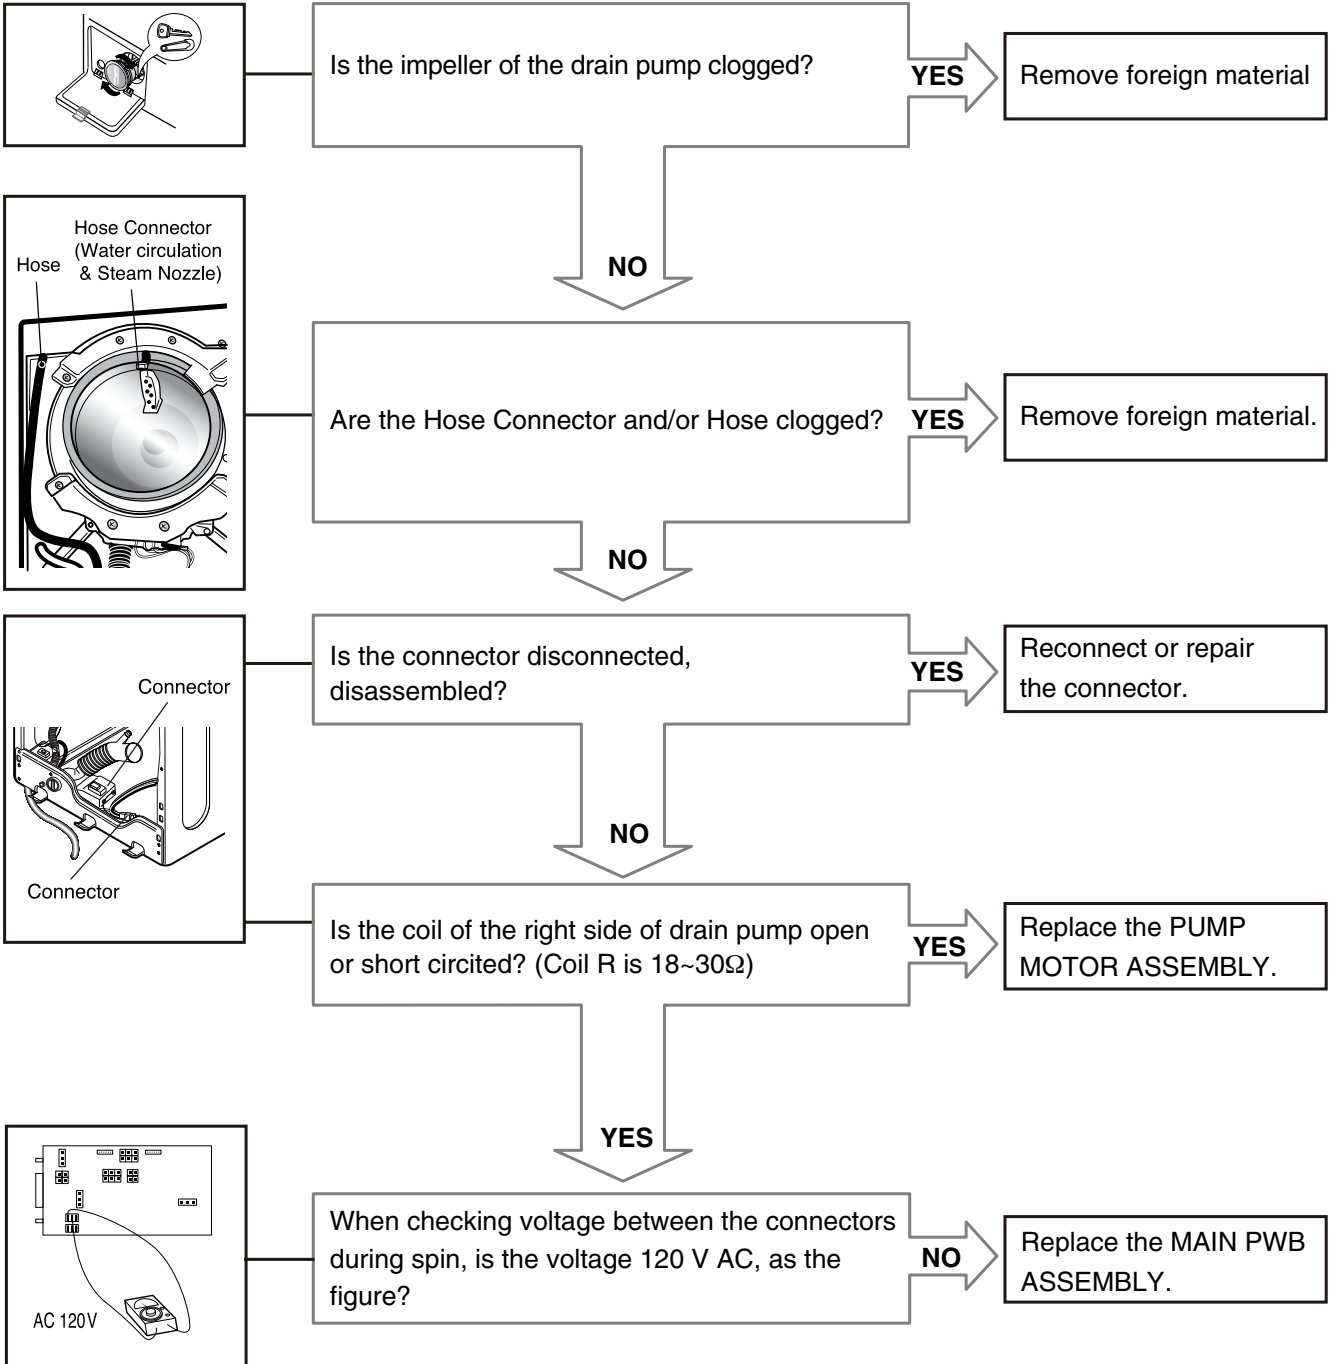 Is the impeller of the drain pump clogged?
YES
Remove foreign material
NO
Hose Connector
(Water circulation
& Steam Nozzle)
Hose
Are the Hose Connector and/or Hose clogged?
YES
Remove foreign material.
NO
Connector
Connector
Is the connector disconnected,
disassembled?
YES
Reconnect or repair
the connector.
NO
Is the coil of the right side of drain pump open
or short circited? (Coil R is 18~30Ω)
YES
Replace the PUMP
MOTOR ASSEMBLY.
YES
AC 120V
When checking voltage between the connectors
during spin, is the voltage 120 V AC, as the
figure?
NO
Replace the MAIN PWB
ASSEMBLY.